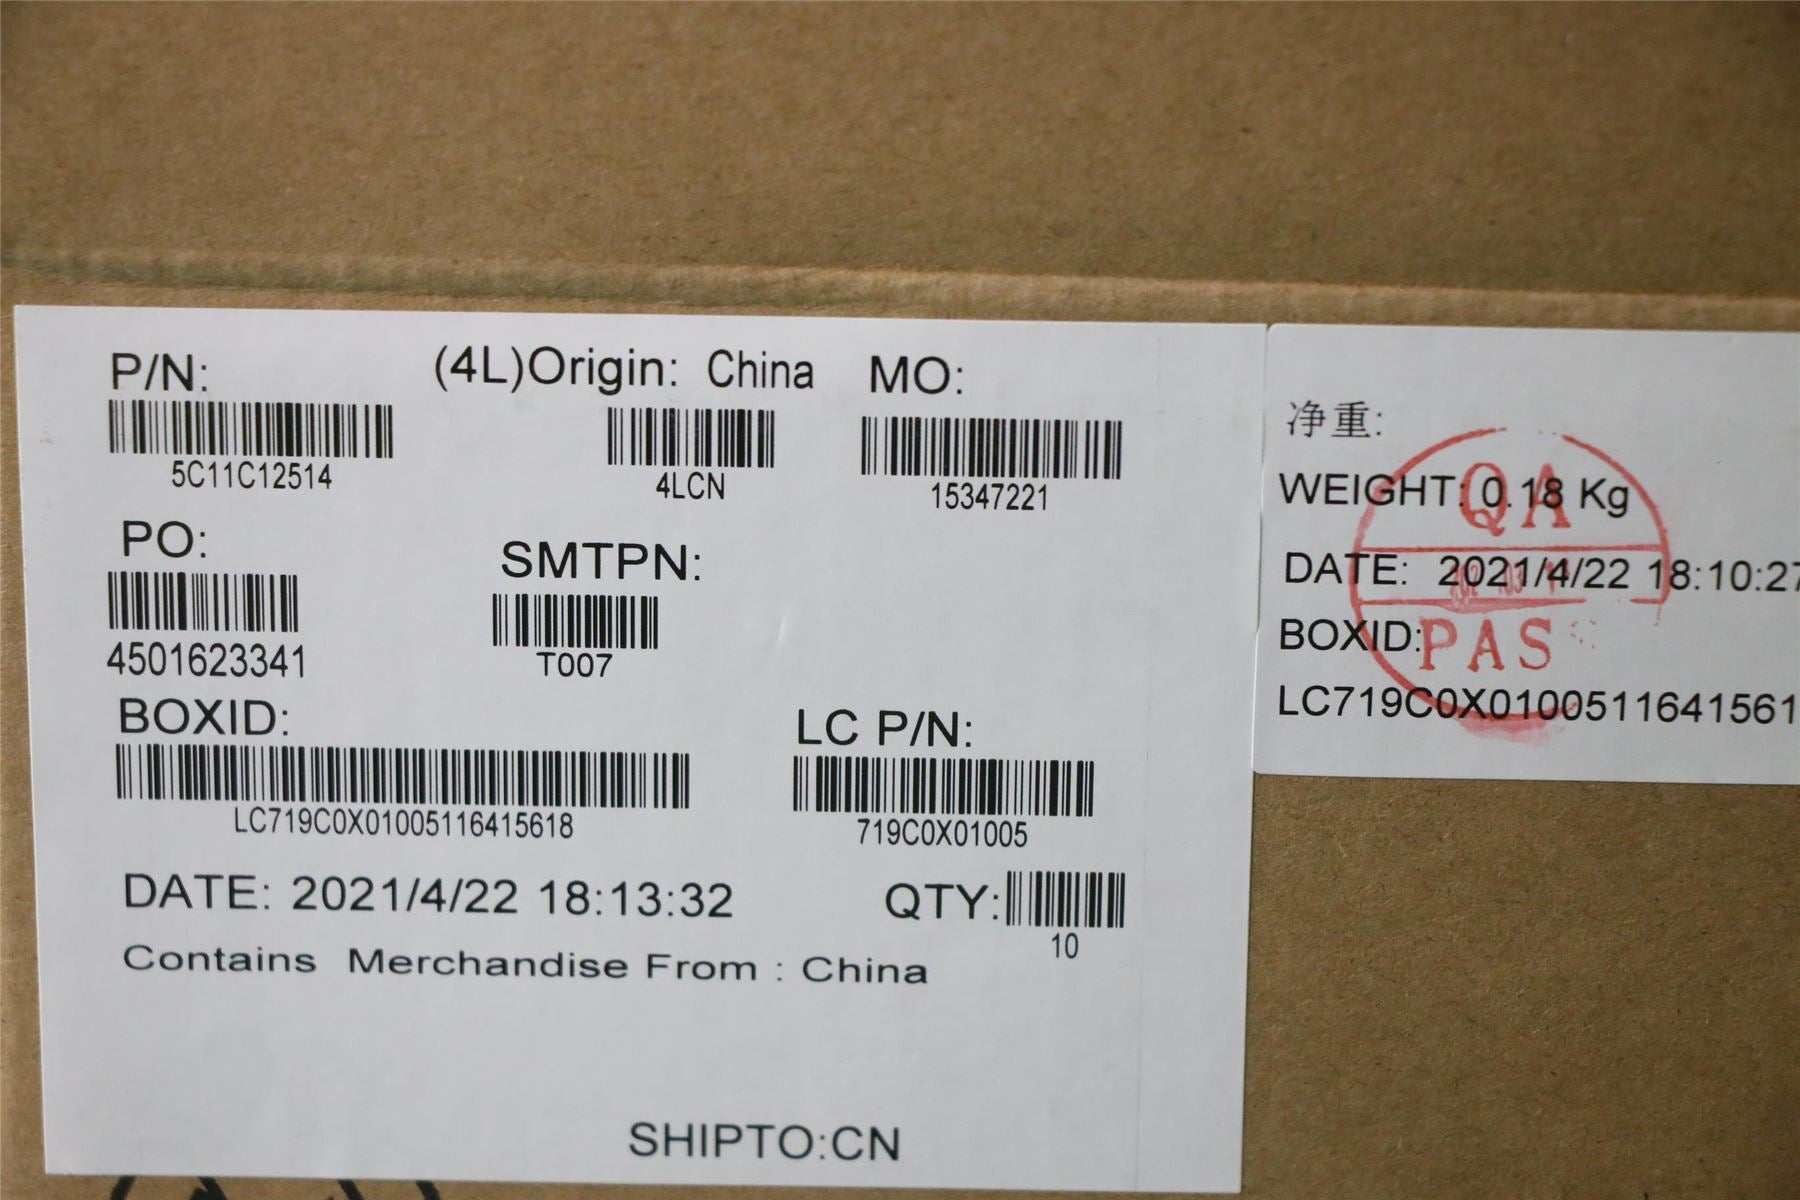 P/N: (4L)Origin: China MO:
5C11C12514 4LCN 15347221
PO: SMTPN:
4501623341 T007
BOXID: LC P/N:
LC719C0X01005116415618 719C0X01005
DATE: 2021/4/22 18:13:32 QTY:
10
Contains Merchandise From : China
SHIPTO:CN
净重:
WEIGHT: 0.18 Kg
DATE: 2021/4/22 18:10:27
BOXID:
LC719C0X0100511641561
QA
PAS